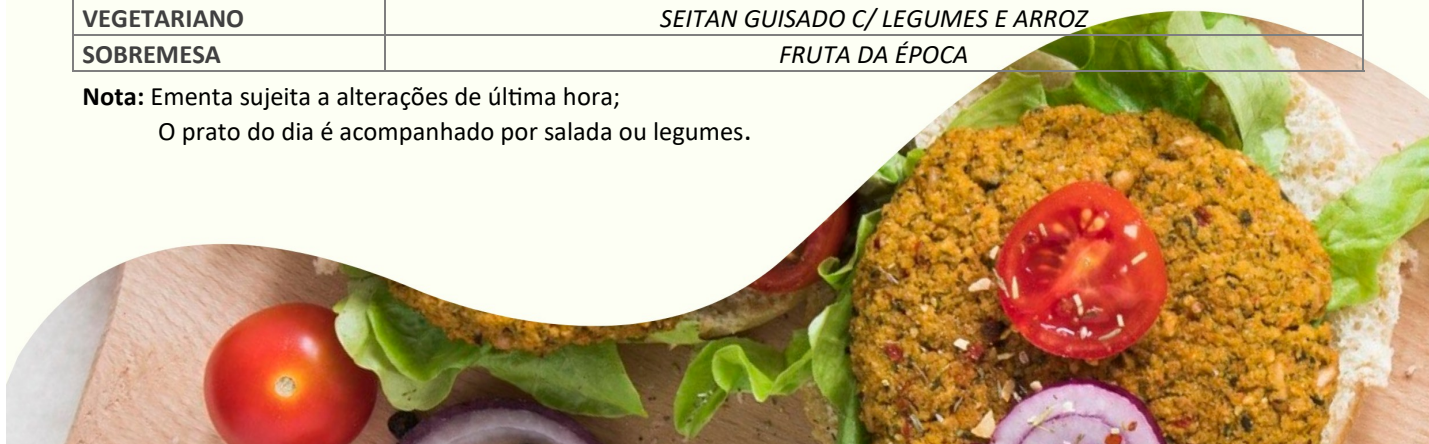 VEGETARIANO SEITAN GUISADO C/ LEGUMES E ARROZ
SOBREMESA FRUTA DA ÉPOCA
Nota: Ementa sujeita a alterações de última hora;
O prato do dia é acompanhado por salada ou legumes.